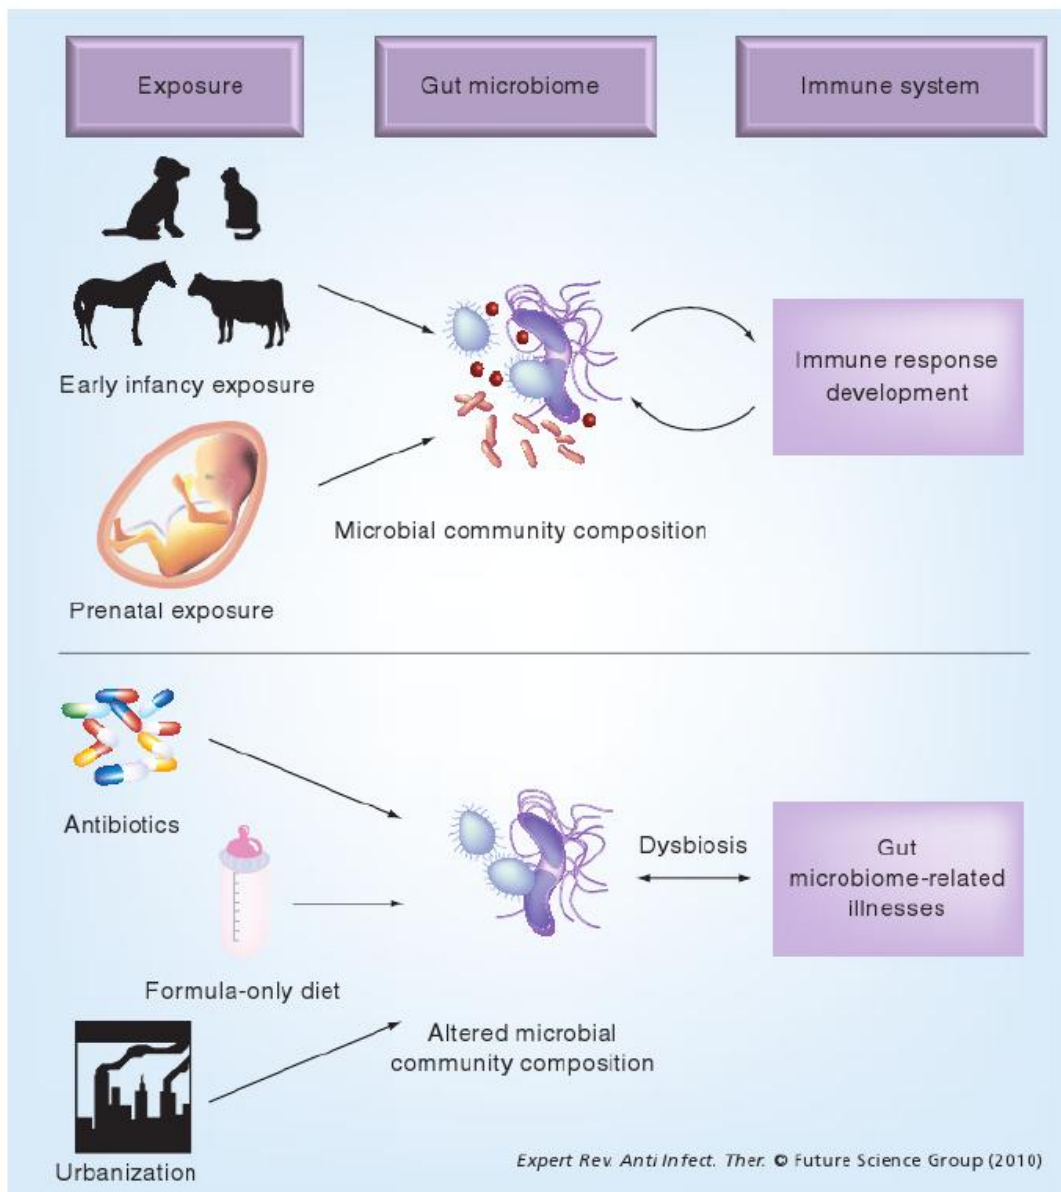 Exposure
Gut microbiome
Immune system
Early infancy exposure
Immune response
development
Microbial community composition
Prenatal exposure
Antibiotics
Dysbiosis
Gut
microbiome-related
illnesses
Formula-only diet
Altered microbial
community composition
Urbanization
Expert Rev. Anti Infect. Ther. © Future Science Group (2010)